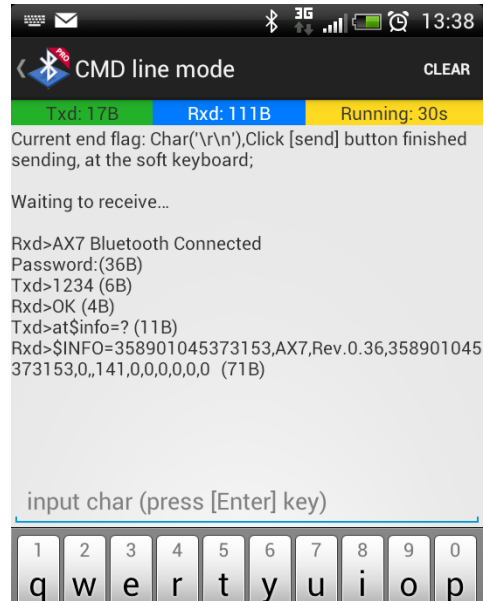 3G 13:38
PRO
CMD line mode CLEAR
Txd: 17B Rxd: 111B Running: 30s
Current end flag: Char('\r\n'),Click [send] button finished
sending, at the soft keyboard;
Waiting to receive...
Rxd>AX7 Bluetooth Connected
Password:(36B)
Txd>1234 (6B)
Rxd>OK (4B)
Txd>at$info=? (11B)
Rxd>$INFO=358901045373153,AX7,Rev.0.36,358901045
373153,0,,141,0,0,0,0,0,0  (71B)
input char (press [Enter] key)
1 2 3 4 5 6 7 8 9 0
q w e r t y u i o p